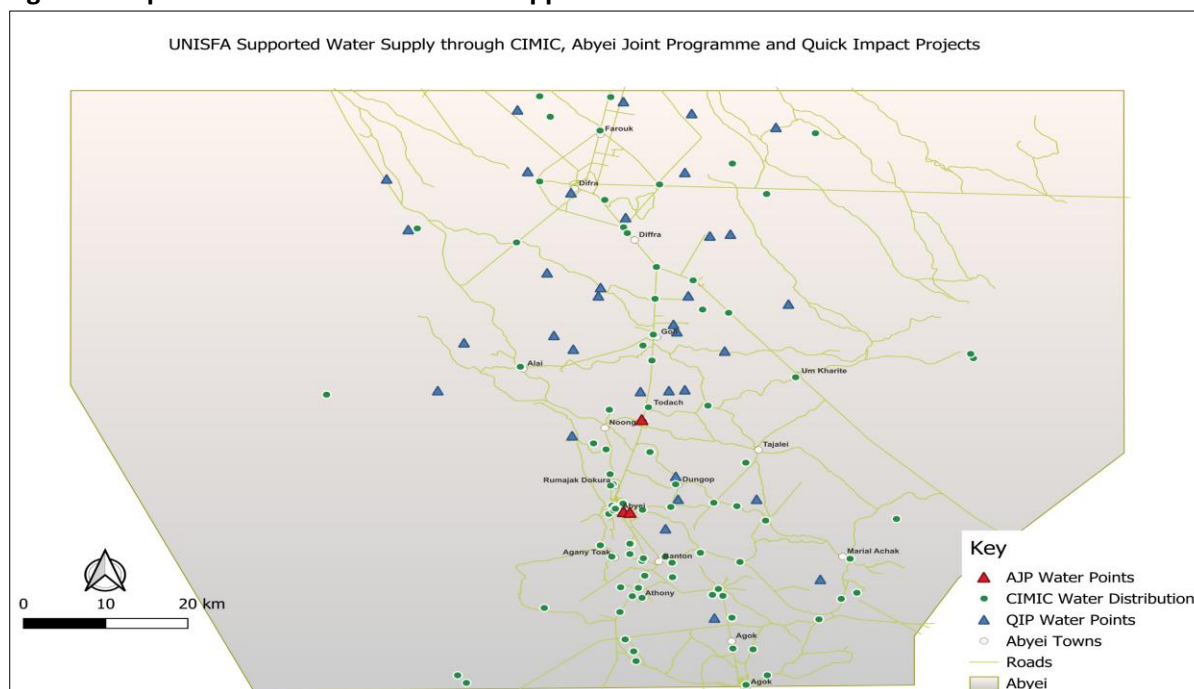 UNISFA Supported Water Supply through CIMIC, Abyei Joint Programme and Quick Impact Projects
Farouk
Difra
Diffra
Goli
Alai
Um Kharite
Todach
Noong
Tajalei
Rumajak Dokura
Dungop
Abyei
Agany Toak
Banton
Marial Achak
Athony
Agok
Agok
0 10 20 km
Key
AJP Water Points
CIMIC Water Distribution
QIP Water Points
Abyei Towns
Roads
Abyei